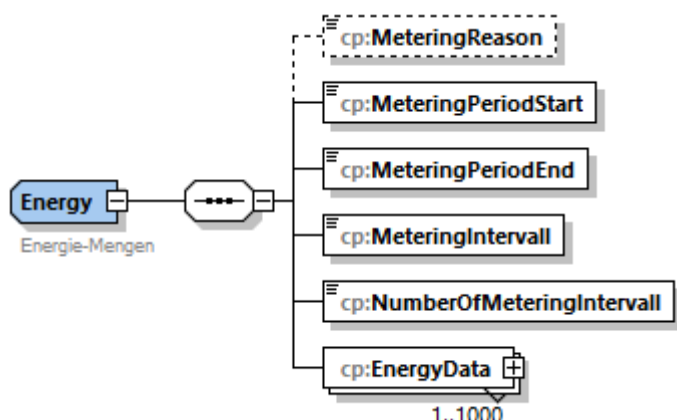 cp:MeteringReason
cp:MeteringPeriodStart
cp:MeteringPeriodEnd
Energy
Energie-Mengen
cp:MeteringIntervall
cp:NumberOfMeteringIntervall
cp:EnergyData
1..1000